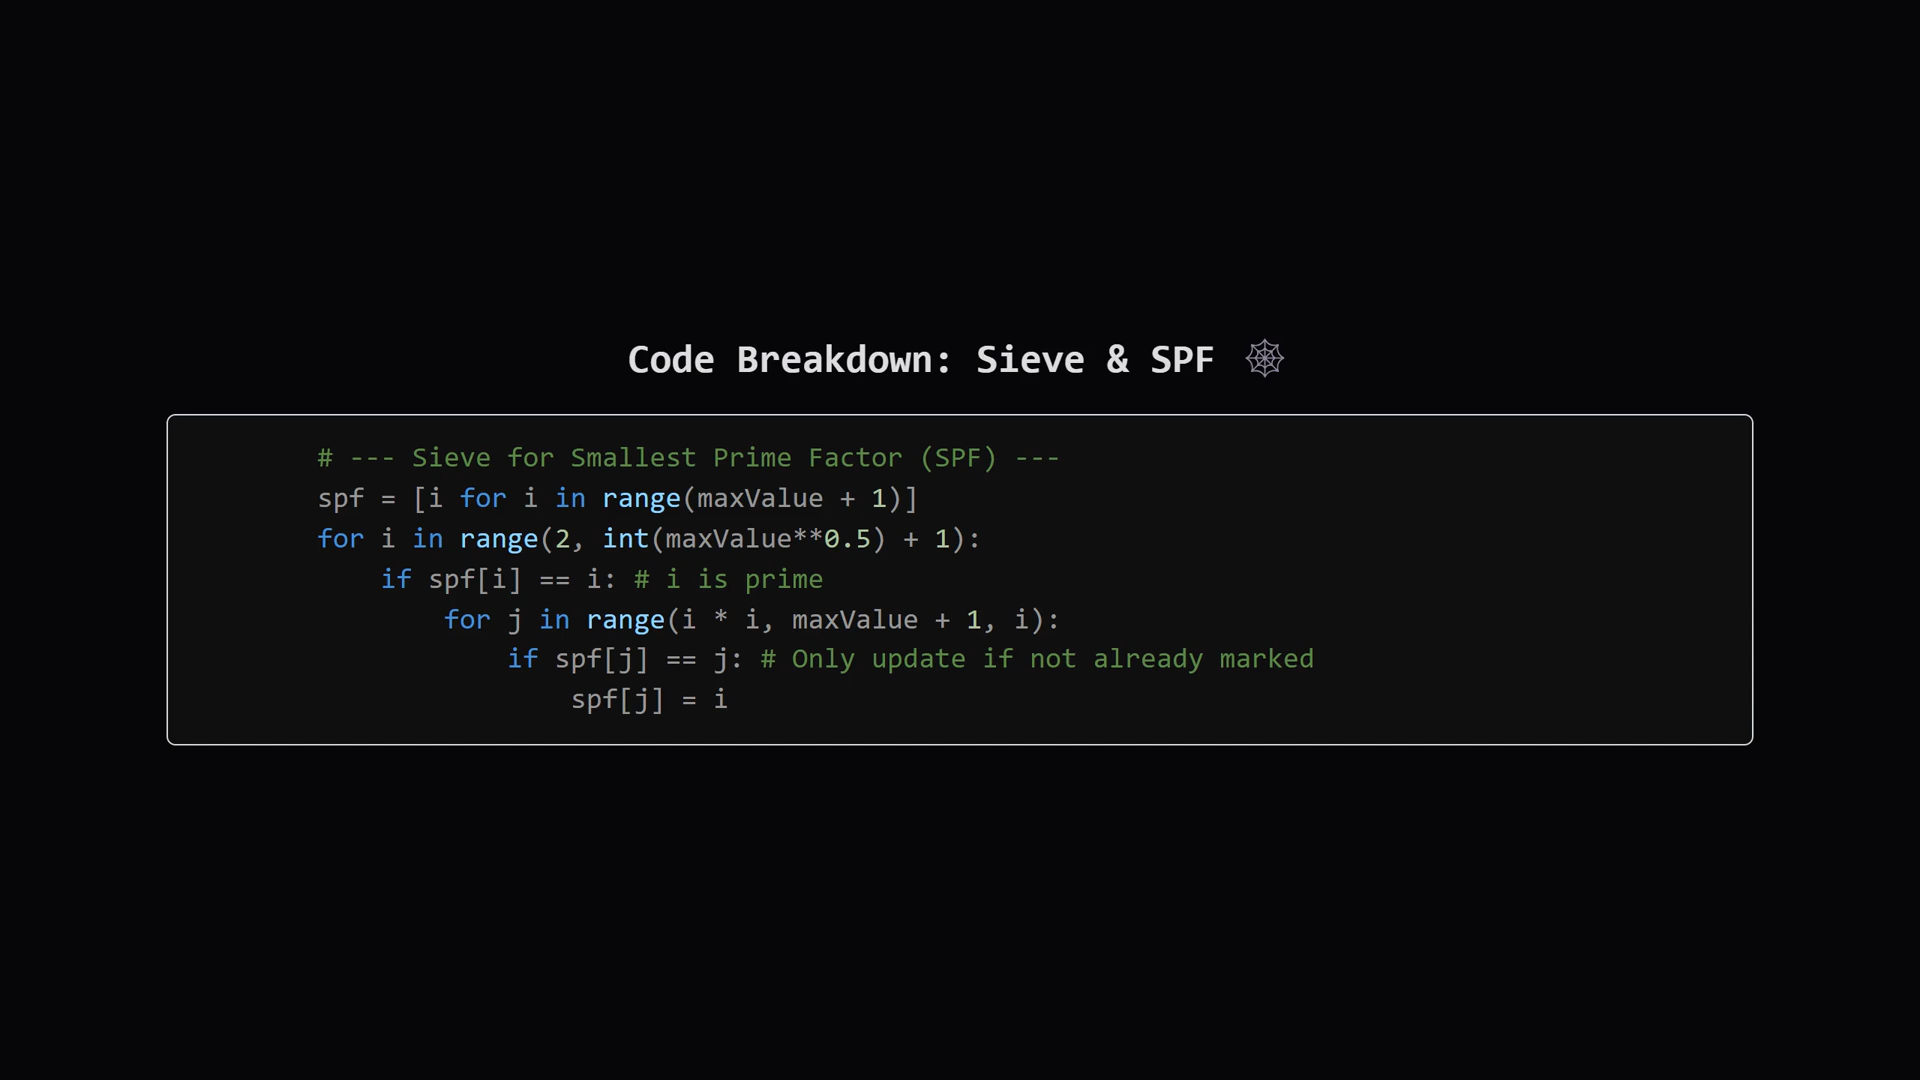 Code Breakdown: Sieve & SPF 🕸
# --- Sieve for Smallest Prime Factor (SPF) ---
spf = [i for i in range(maxValue + 1)]
for i in range(2, int(maxValue**0.5) + 1):
    if spf[i] == i: # i is prime
        for j in range(i * i, maxValue + 1, i):
            if spf[j] == j: # Only update if not already marked
                spf[j] = i